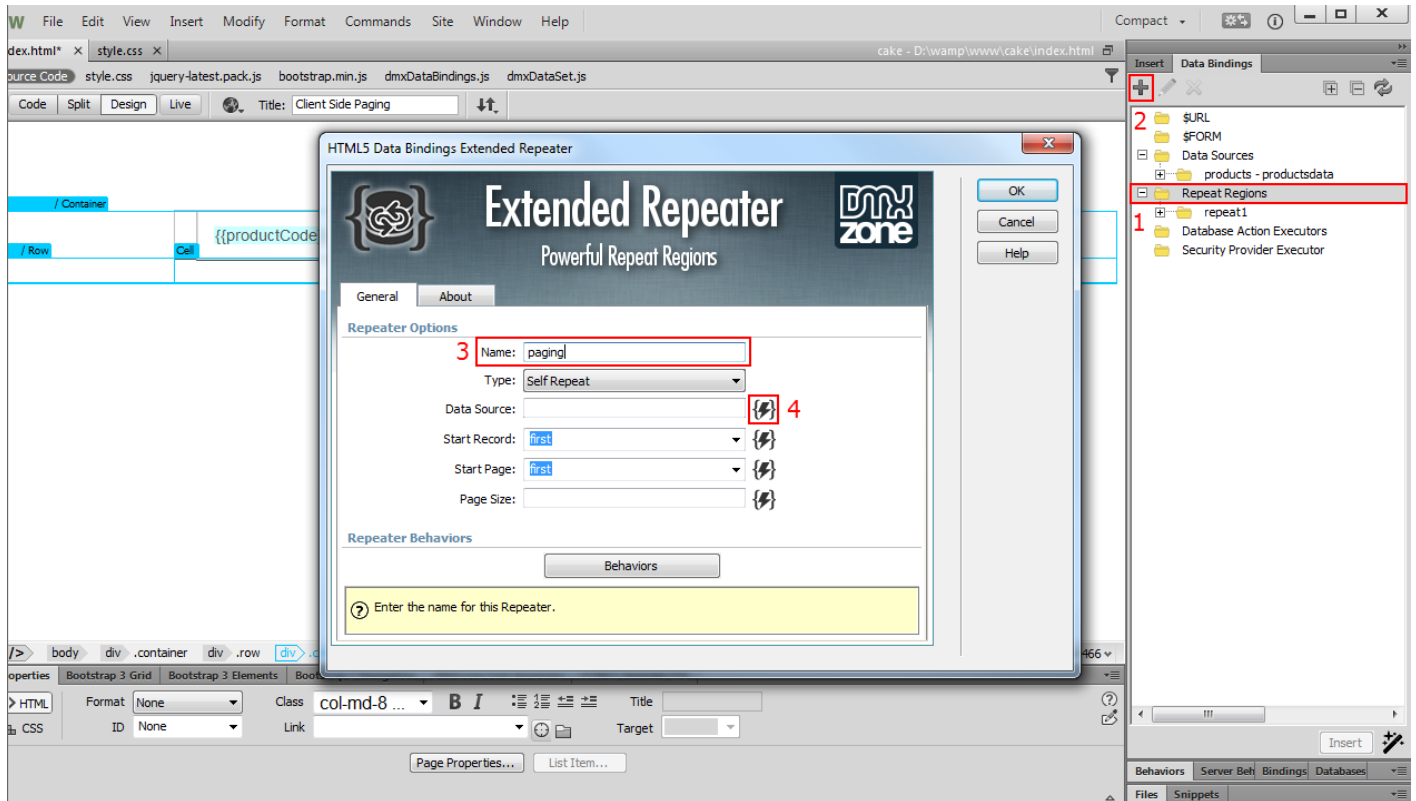 W File Edit View Insert Modify Format Commands Site Window Help Compact
dex.html* × style.css × cake - D:\wamp\www\cake\index.html
ource Code style.css jquery-latest.pack.js bootstrap.min.js dmxDataBindings.js dmxDataSet.js
Code Split Design Live Title: Client Side Paging
Insert Data Bindings
2 $URL
$FORM
Data Sources
products - productsdata
Repeat Regions
1 repeat1
Database Action Executors
Security Provider Executor
/ Container
{{productCode
/ Row Cell
HTML5 Data Bindings Extended Repeater
Extended Repeater
Powerful Repeat Regions
DMX
zone
OK
Cancel
Help
General About
Repeater Options
3 Name: paging
Type: Self Repeat
Data Source: 4
Start Record: first
Start Page: first
Page Size:
Repeater Behaviors
Behaviors
? Enter the name for this Repeater.
/> body div .container div .row div .c 466
operties Bootstrap 3 Grid Bootstrap 3 Elements Boot
> HTML Format None Class col-md-8 ... B I Title
CSS ID None Link Target
Page Properties... List Item...
Insert
Behaviors Server Beh Bindings Databases
Files Snippets